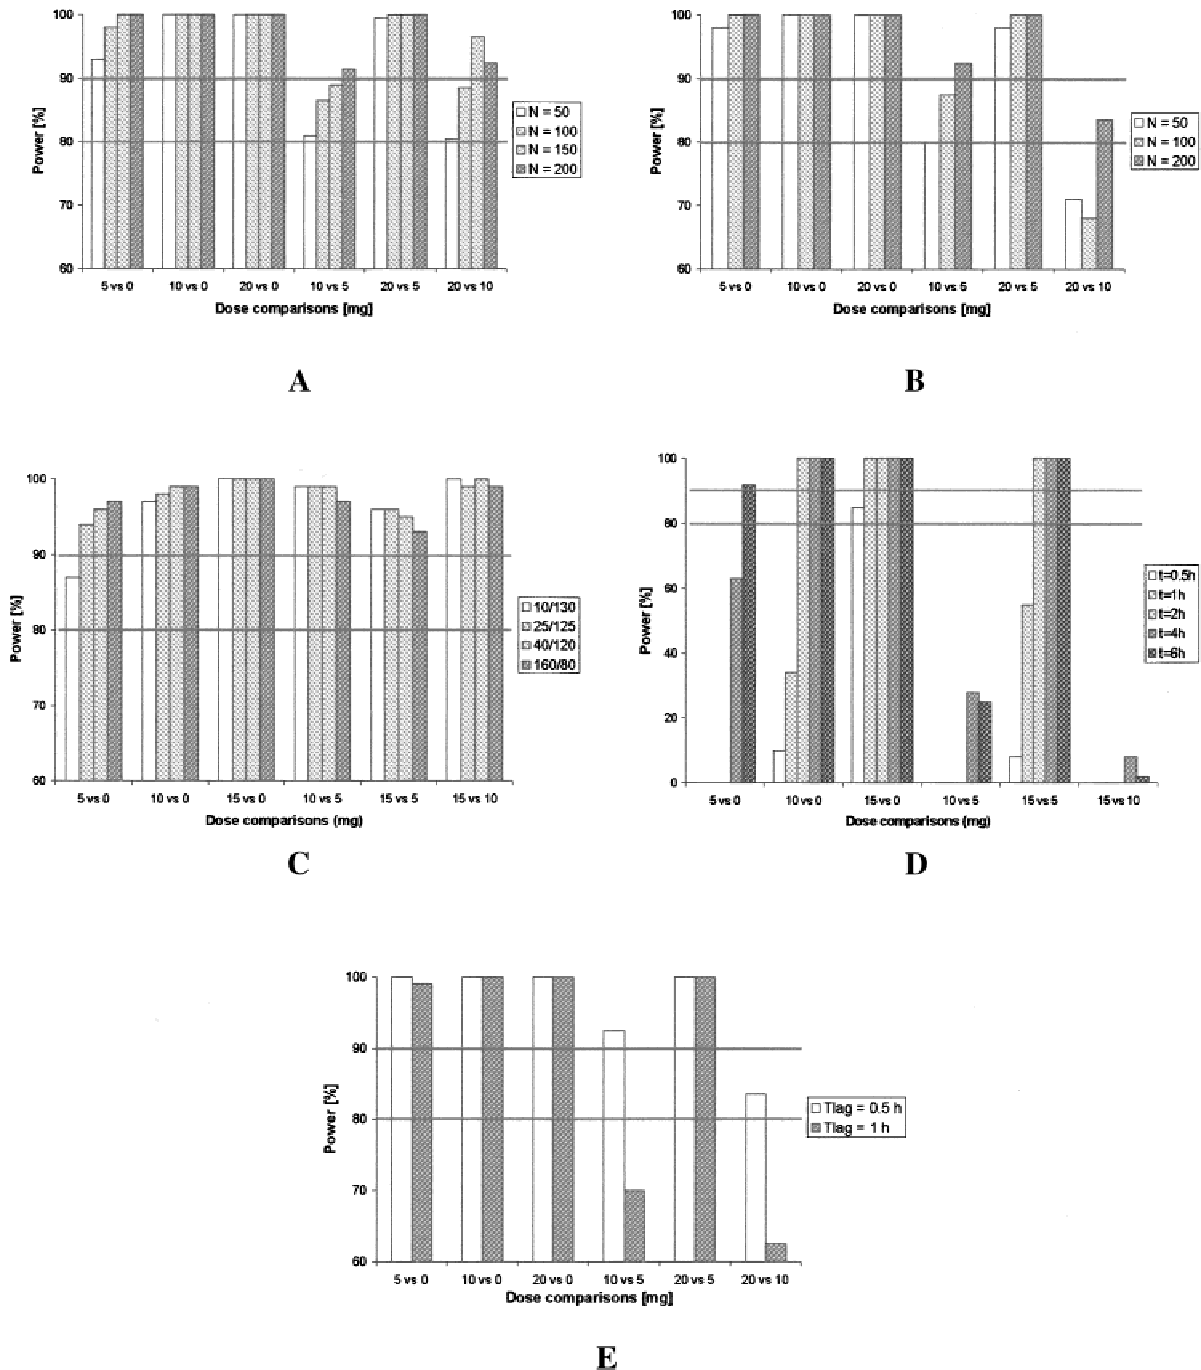 100
90
80
70
60
Power [%]
5 vs 0 10 vs 0 20 vs 0 10 vs 5 20 vs 5 20 vs 10
Dose comparisons [mg]
N = 50
N = 100
N = 150
N = 200
A
100
90
80
70
60
Power [%]
5 vs 0 10 vs 0 20 vs 0 10 vs 5 20 vs 5 20 vs 10
Dose comparisons [mg]
N = 50
N = 100
N = 200
B
100
90
80
70
60
Power [%]
5 vs 0 10 vs 0 15 vs 0 10 vs 5 15 vs 5 15 vs 10
Dose comparisons (mg)
10/130
25/125
40/120
160/80
C
100
80
60
40
20
0
Power [%]
5 vs 0 10 vs 0 15 vs 0 10 vs 5 15 vs 5 15 vs 10
Dose comparisons (mg)
t=0.5h
t=1h
t=2h
t=4h
D
100
90
80
70
60
Power [%]
5 vs 0 10 vs 0 20 vs 0 10 vs 5 20 vs 5 20 vs 10
Dose comparisons [mg]
Tlag = 0.5 h
Tlag = 1 h
E